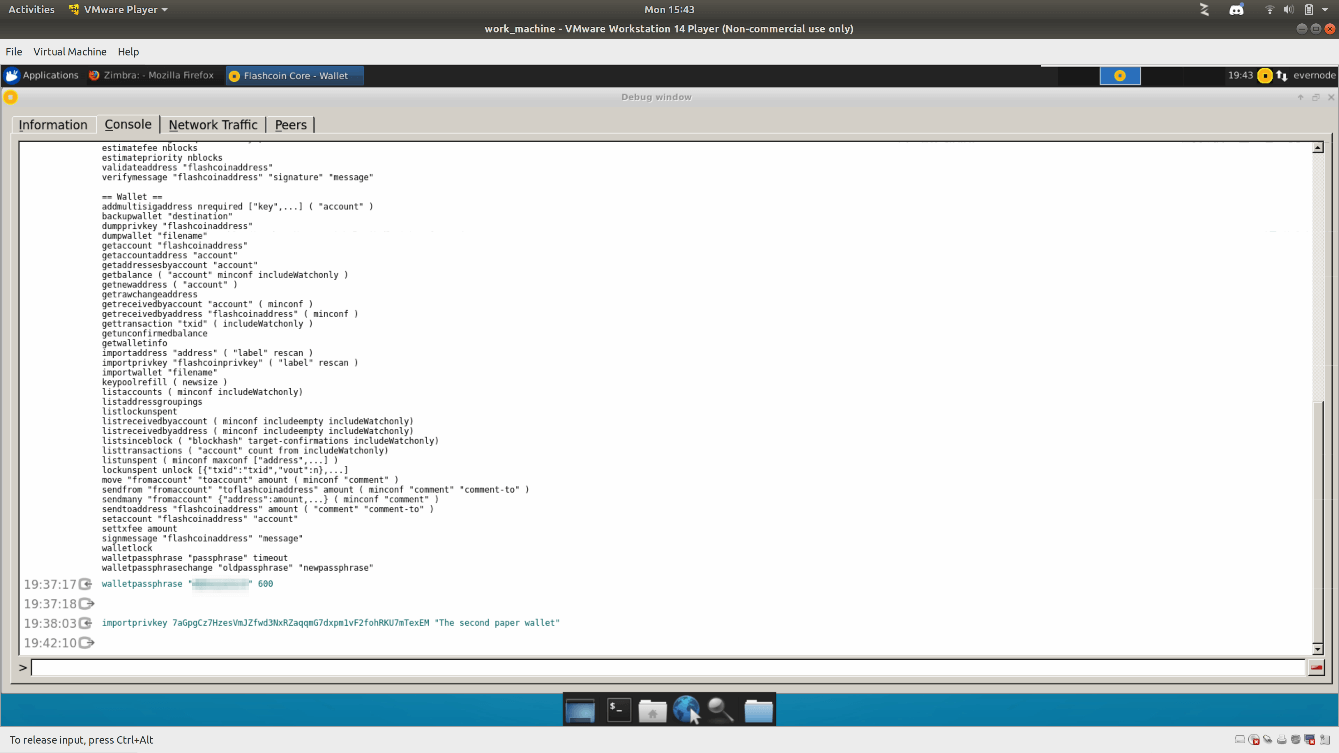 Activities VMware Player Mon 15:43
work_machine - VMware Workstation 14 Player (Non-commercial use only)
File Virtual Machine Help
Applications Zimbra: - Mozilla Firefox Flashcoin Core - Wallet 19:43 evernode
Debug window
Information Console Network Traffic Peers
estimatefee nblocks
estimatepriority nblocks
validateaddress "flashcoinaddress"
verifymessage "flashcoinaddress" "signature" "message"
== Wallet ==
addmultisigaddress nrequired ["key",...] ( "account" )
backupwallet "destination"
dumpprivkey "flashcoinaddress"
dumpwallet "filename"
getaccount "flashcoinaddress"
getaccountaddress "account"
getaddressesbyaccount "account"
getbalance ( "account" minconf includeWatchonly )
getnewaddress ( "account" )
getrawchangeaddress
getreceivedbyaccount "account" ( minconf )
getreceivedbyaddress "flashcoinaddress" ( minconf )
gettransaction "txid" ( includeWatchonly )
getunconfirmedbalance
getwalletinfo
importaddress "address" ( "label" rescan )
importprivkey "flashcoinprivkey" ( "label" rescan )
importwallet "filename"
keypoolrefill ( newsize )
listaccounts ( minconf includeWatchonly)
listaddressgroupings
listlockunspent
listreceivedbyaccount ( minconf includeempty includeWatchonly)
listreceivedbyaddress ( minconf includeempty includeWatchonly)
listsinceblock ( "blockhash" target-confirmations includeWatchonly)
listtransactions ( "account" count from includeWatchonly)
listunspent ( minconf maxconf ["address",...] )
lockunspent unlock [{"txid":"txid","vout":n},...]
move "fromaccount" "toaccount" amount ( minconf "comment" )
sendfrom "fromaccount" "toflashcoinaddress" amount ( minconf "comment" "comment-to" )
sendmany "fromaccount" {"address":amount,...} ( minconf "comment" )
sendtoaddress "flashcoinaddress" amount ( "comment" "comment-to" )
setaccount "flashcoinaddress" "account"
settxfee amount
signmessage "flashcoinaddress" "message"
walletlock
walletpassphrase "passphrase" timeout
walletpassphrasechange "oldpassphrase" "newpassphrase"
19:37:17 walletpassphrase "" 600
19:37:18
19:38:03 importprivkey 7aGpgCz7HzesVmJZfwd3NxRZaqqmG7dxpm1vF2fohRKU7mTexEM "The second paper wallet"
19:42:10
>
To release input, press Ctrl+Alt